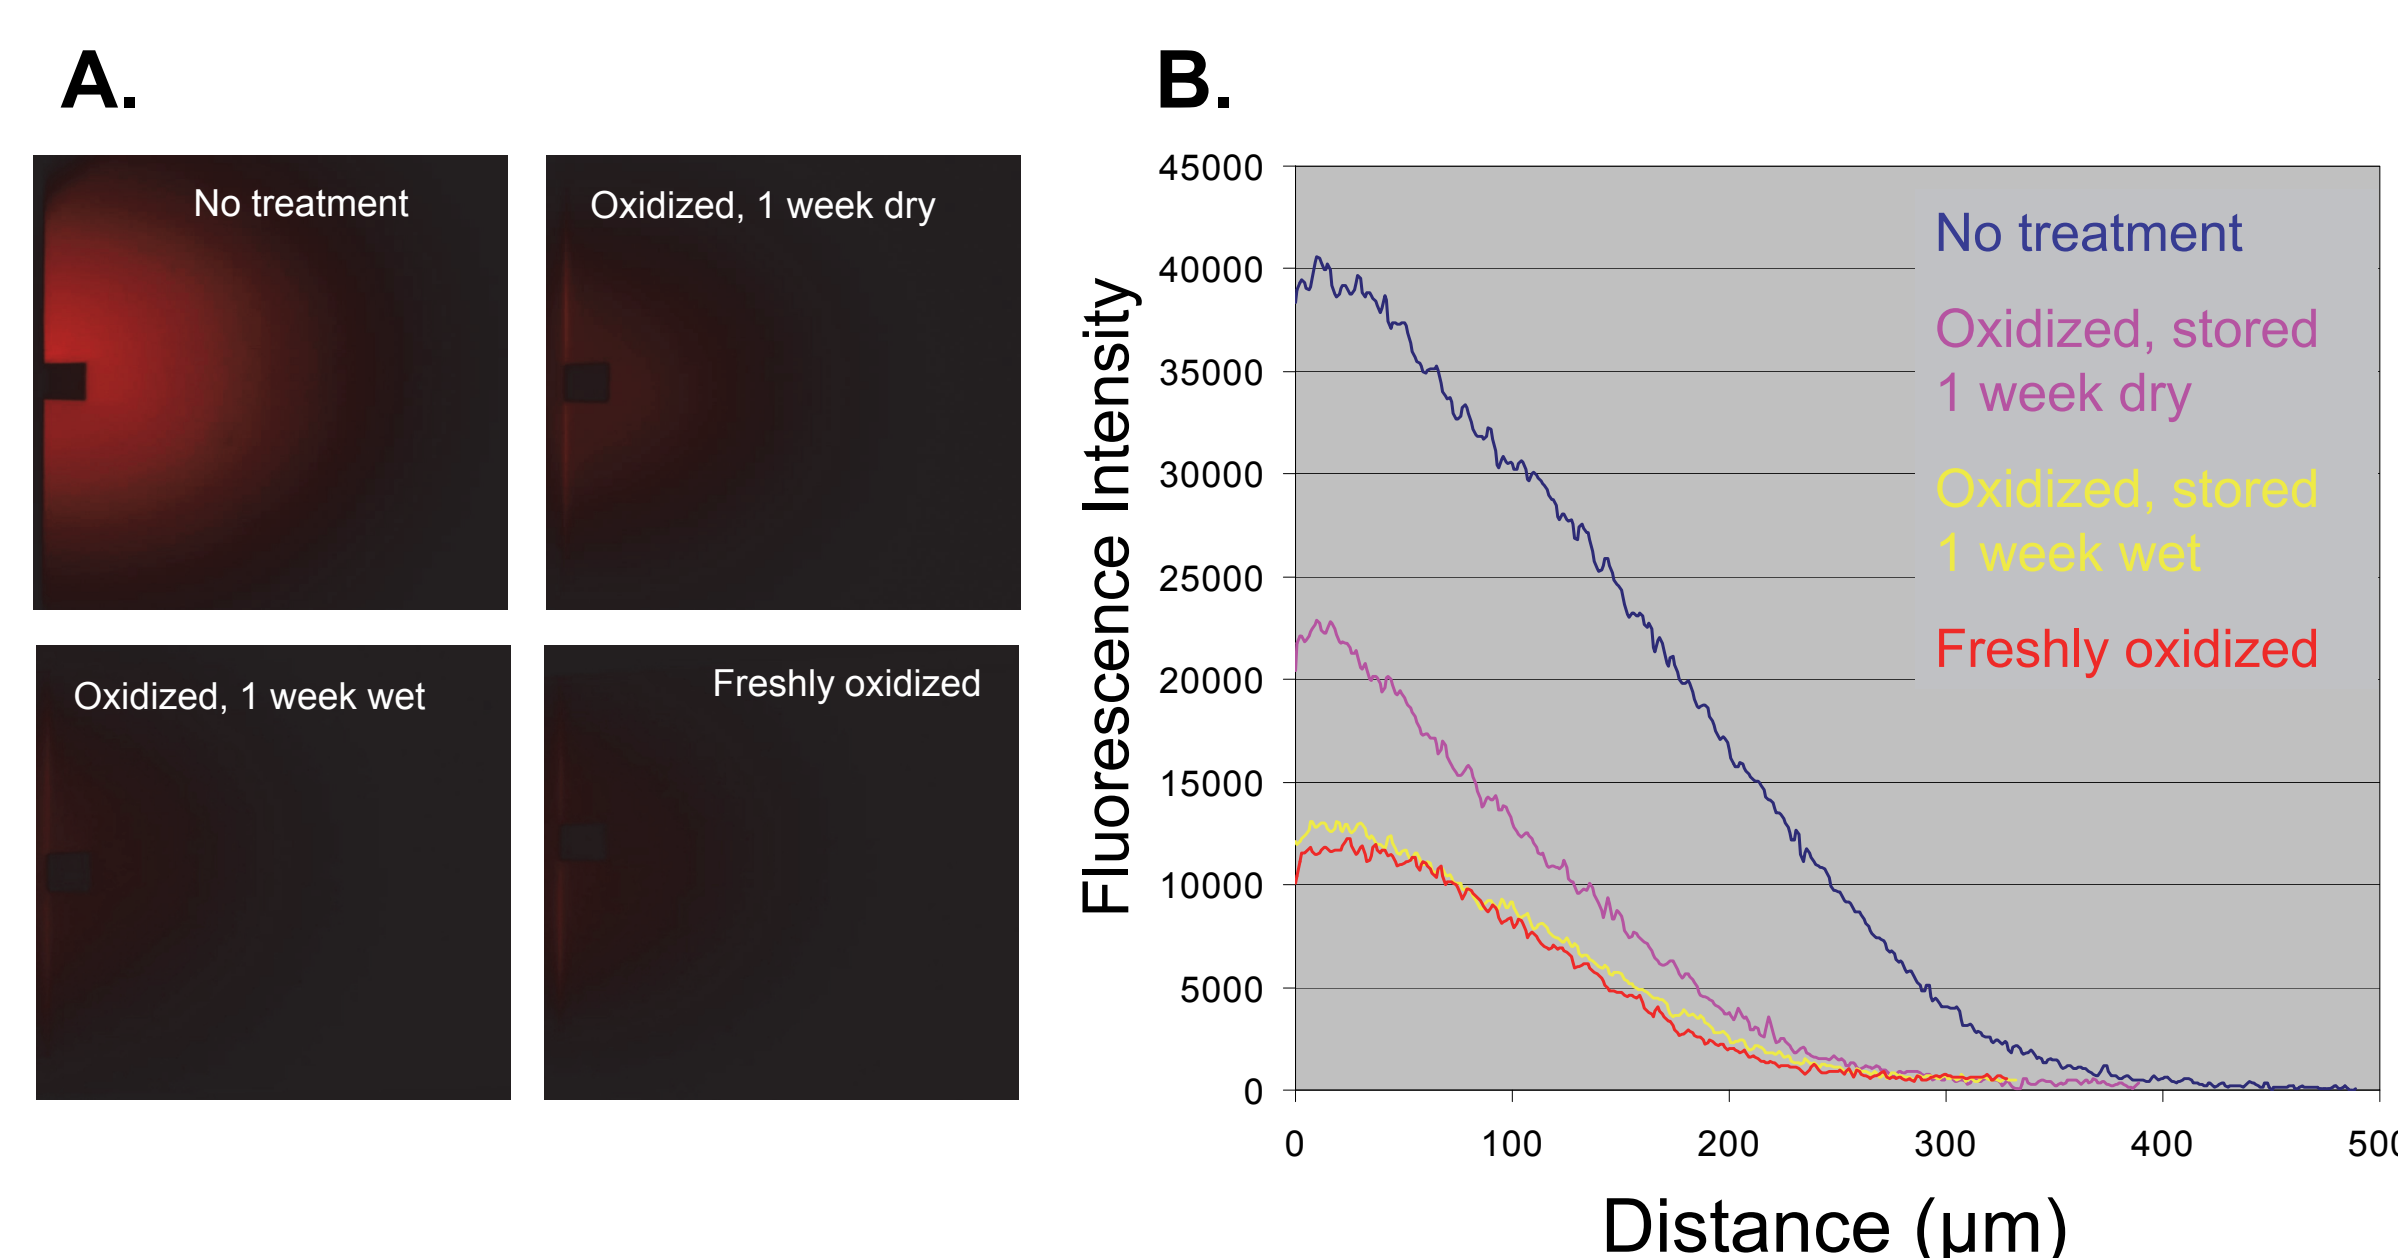 A.
No treatment
Oxidized, 1 week dry
Oxidized, 1 week wet
Freshly oxidized
B.
Fluorescence Intensity
45000
40000
35000
30000
25000
20000
15000
10000
5000
0
No treatment
Oxidized, stored
1 week dry
Oxidized, stored
1 week wet
Freshly oxidized
0
100
200
300
400
500
Distance (µm)